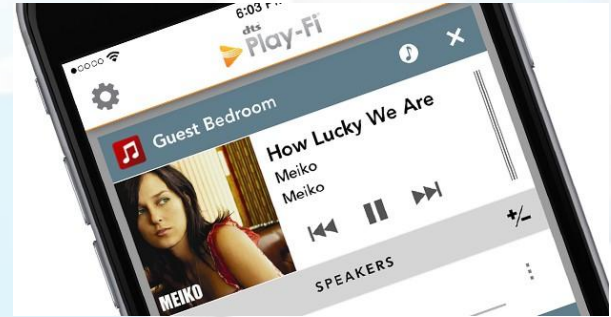 6:03 P
dts
Play-Fi
Guest Bedroom
How Lucky We Are
Meiko
Meiko
MEIKO
SPEAKERS
+/-